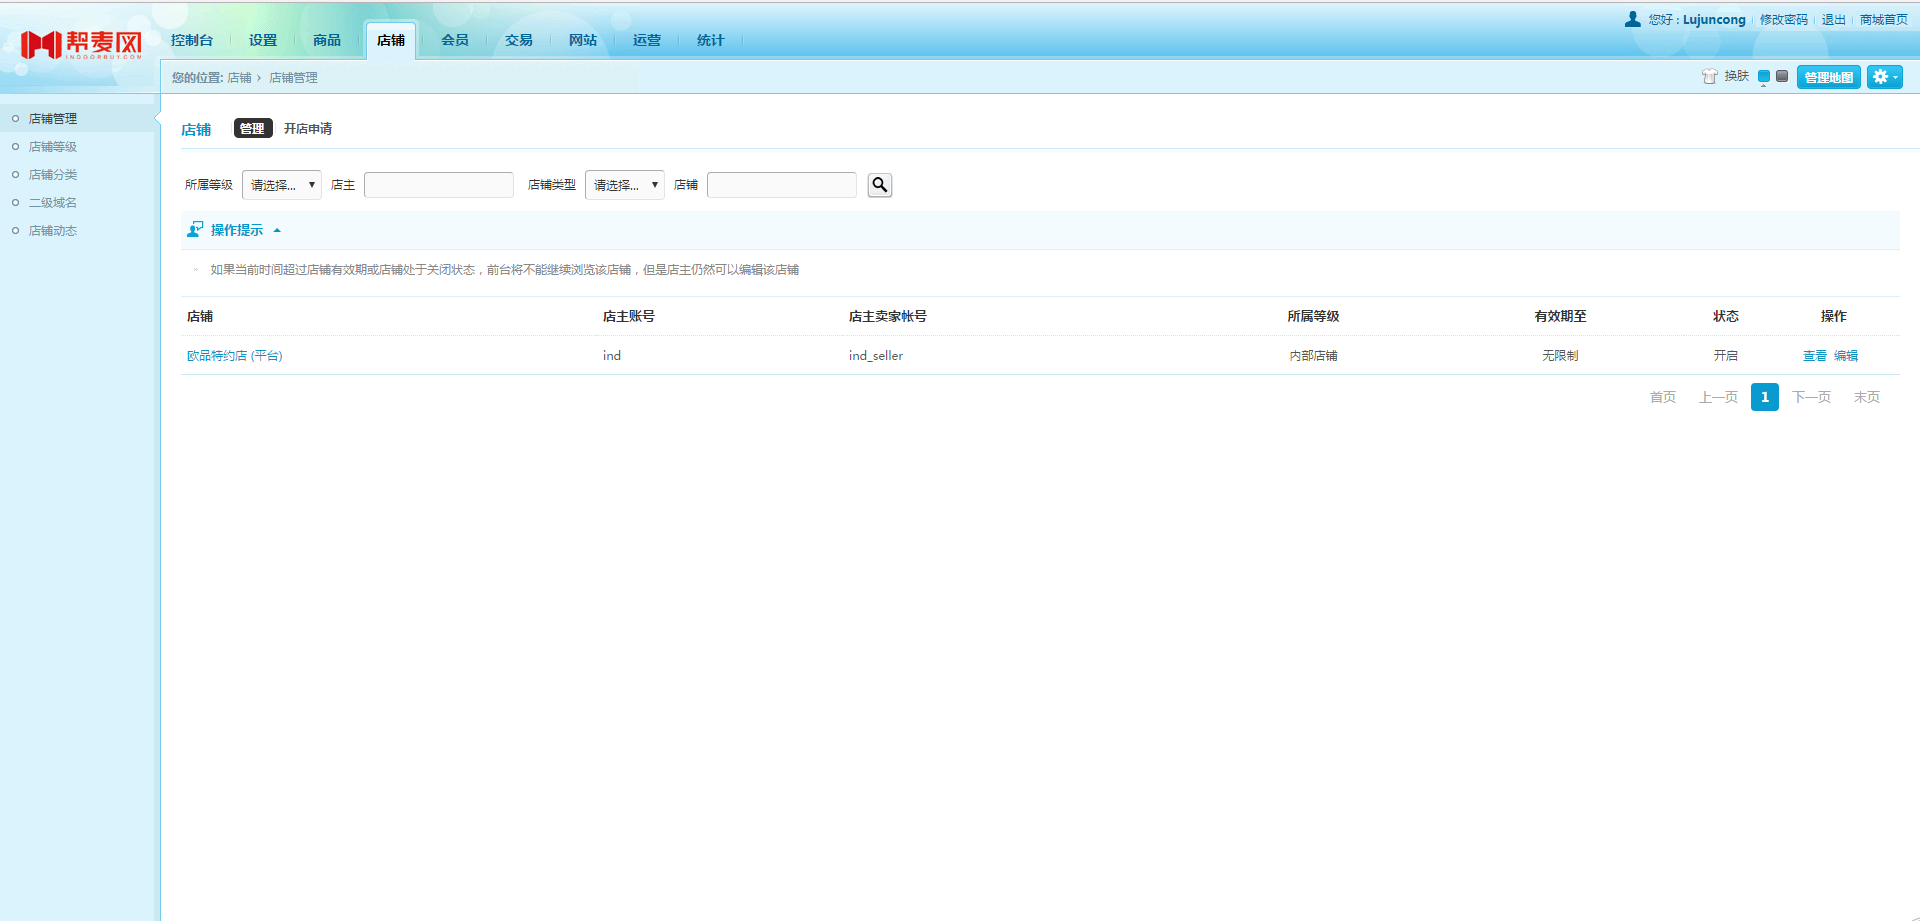 您好 : Lujuncong 修改密码 退出 商城首页
帮麦网
INDOORBUY.COM
控制台 设置 商品 店铺 会员 交易 网站 运营 统计
您的位置: 店铺 › 店铺管理
换肤 管理地图
店铺管理
店铺等级
店铺分类
二级域名
店铺动态
店铺 管理 开店申请
所属等级 请选择... 店主 店铺类型 请选择... 店铺
操作提示
如果当前时间超过店铺有效期或店铺处于关闭状态，前台将不能继续浏览该店铺，但是店主仍然可以编辑该店铺
店铺 店主账号 店主卖家帐号 所属等级 有效期至 状态 操作
欧品特约店 (平台) ind ind_seller 内部店铺 无限制 开启 查看 编辑
首页 上一页 1 下一页 末页